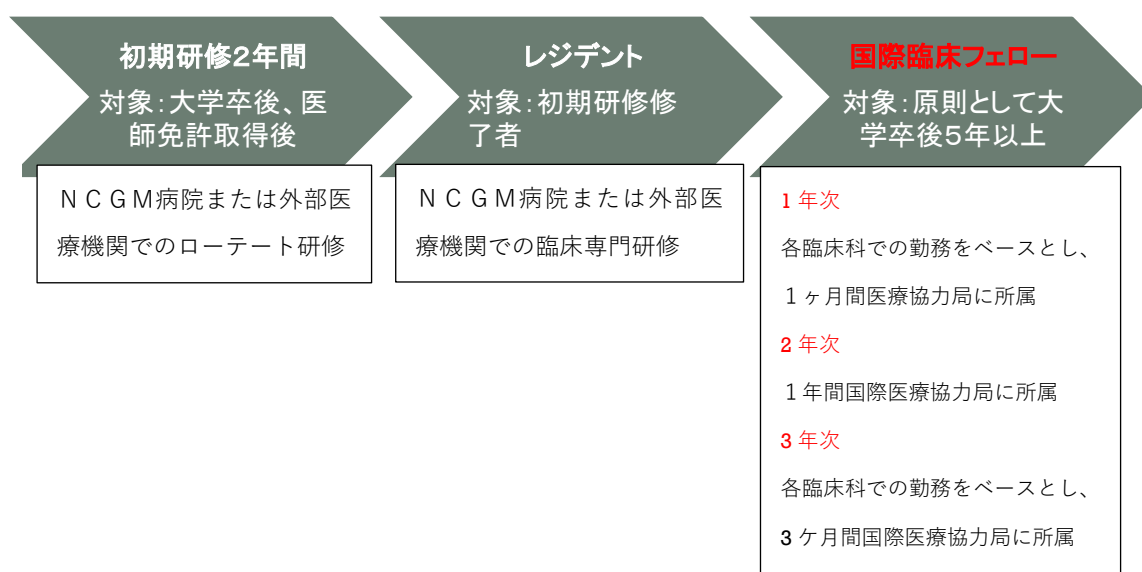 初期研修2年間
対象：大学卒後、医
師免許取得後
ＮＣＧＭ病院または外部医
療機関でのローテート研修
レジデント
対象：初期研修修
了者
ＮＣＧＭ病院または外部医
療機関での臨床専門研修
国際臨床フェロー
対象：原則として大
学卒後5年以上
1 年次
各臨床科での勤務をベースとし、
１ヶ月間医療協力局に所属
2 年次
１年間国際医療協力局に所属
3 年次
各臨床科での勤務をベースとし、
3 ケ月間国際医療協力局に所属